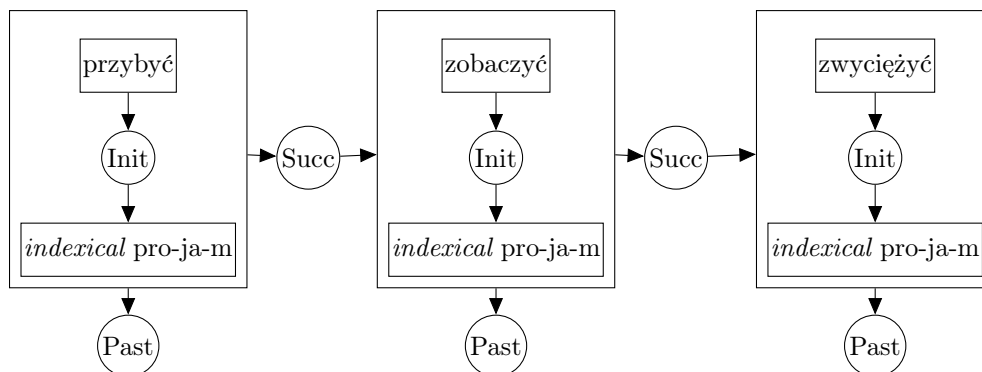 przybyć zobaczyć zwyciężyć
Init Succ Init Succ Init
indexical pro-ja-m indexical pro-ja-m indexical pro-ja-m
Past Past Past